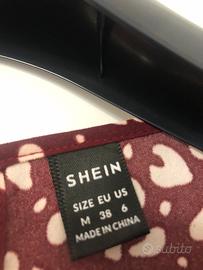 SHEIN
SIZE EU US
M 38 6
MADE IN CHINA
subito